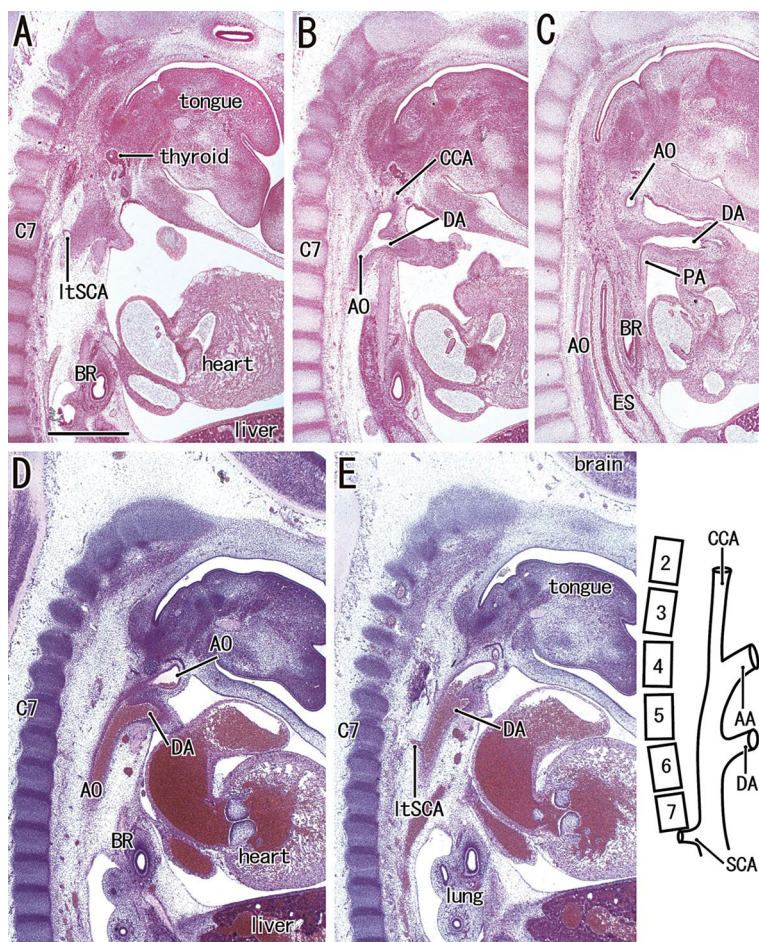 A
tongue
thyroid
C7
ltSCA
BR
heart
liver
B
CCA
DA
C7
AO
C
AO
DA
PA
AO
BR
ES
D
AO
C7
DA
AO
BR
heart
liver
E
brain
tongue
C7
DA
ltSCA
lung
CCA
2
3
4
AA
5
DA
6
7
SCA